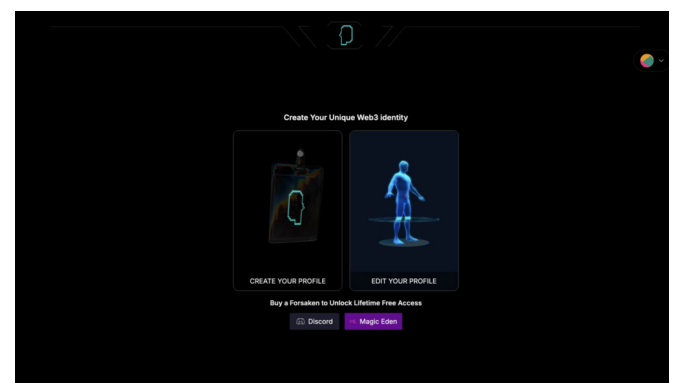 Create Your Unique Web3 identity
CREATE YOUR PROFILE
EDIT YOUR PROFILE
Buy a Forsaken to Unlock Lifetime Free Access
Discord
Magic Eden